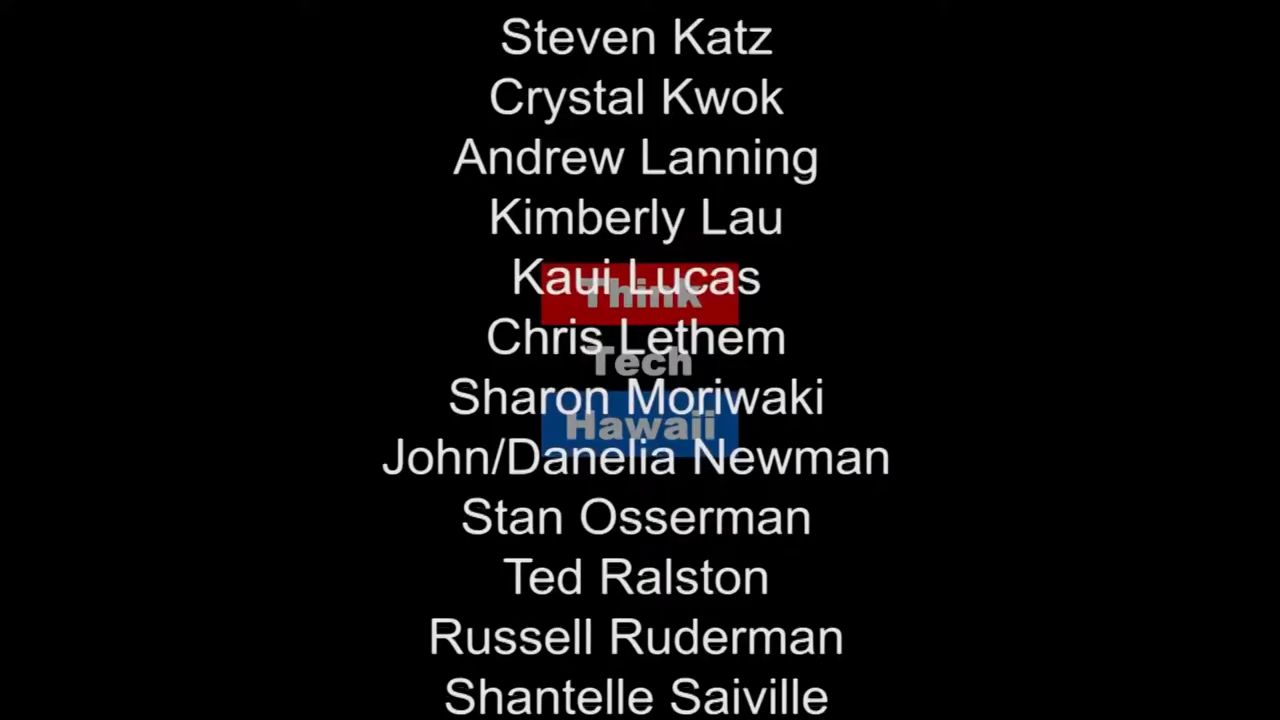 Steven Katz
Crystal Kwok
Andrew Lanning
Kimberly Lau
Kaui Lucas
Think
Chris Lethem
Tech
Sharon Moriwaki
Hawaii
John/Danelia Newman
Stan Osserman
Ted Ralston
Russell Ruderman
Shantelle Saiville